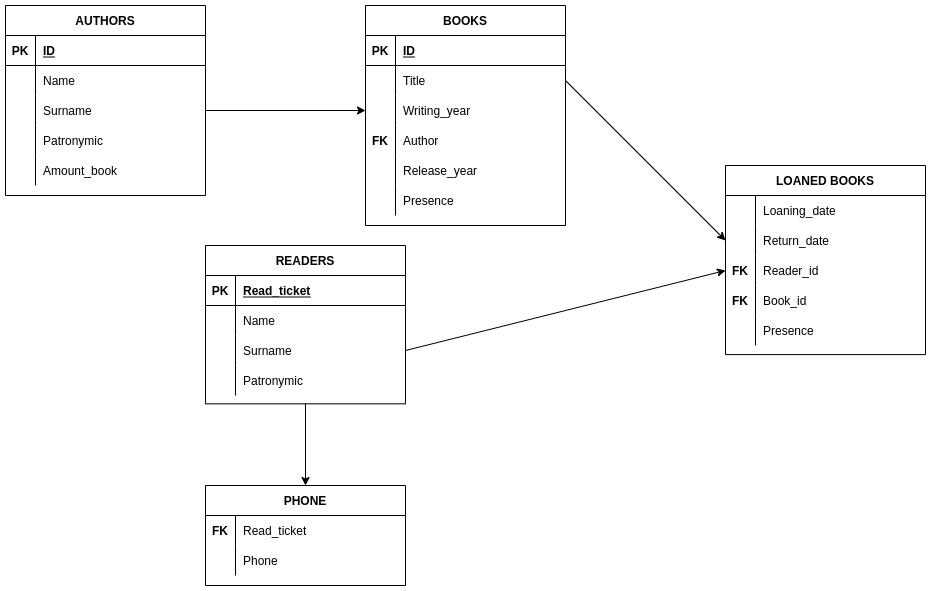 AUTHORS
PK ID
Name
Surname
Patronymic
Amount_book
BOOKS
PK ID
Title
Writing_year
FK Author
Release_year
Presence
LOANED BOOKS
Loaning_date
Return_date
FK Reader_id
FK Book_id
Presence
READERS
PK Read_ticket
Name
Surname
Patronymic
PHONE
FK Read_ticket
Phone